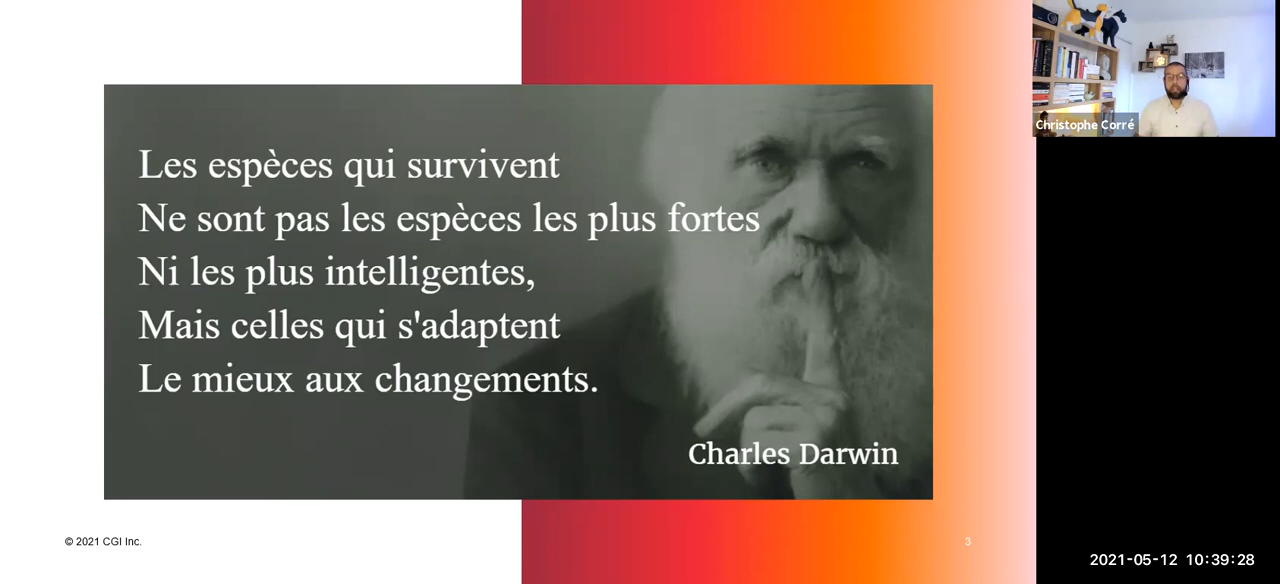 Les espèces qui survivent
Ne sont pas les espèces les plus fortes
Ni les plus intelligentes,
Mais celles qui s'adaptent
Le mieux aux changements.
Charles Darwin
© 2021 CGI Inc.
3
Christophe Corré
2021-05-12 10:39:28